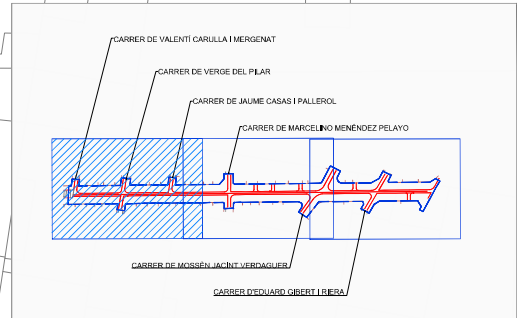 CARRER DE VALENTÍ CARULLA I MERGENAT
CARRER DE VERGE DEL PILAR
CARRER DE JAUME CASAS I PALLEROL
CARRER DE MARCELINO MENÉNDEZ PELAYO
CARRER DE MOSSÈN JACINT VERDAGUER
CARRER D'EDUARD GIBERT I RIERA